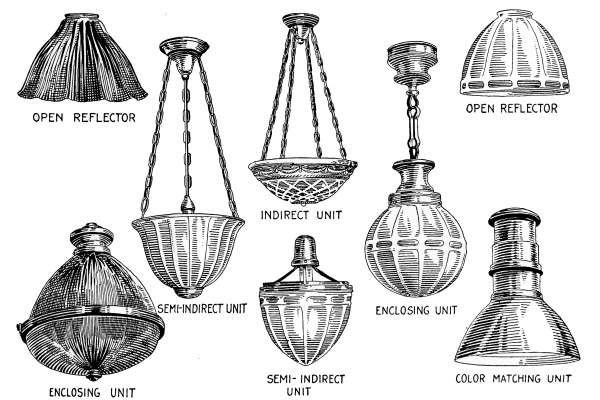 OPEN REFLECTOR
OPEN REFLECTOR
INDIRECT UNIT
SEMI-INDIRECT UNIT
ENCLOSING UNIT
ENCLOSING UNIT
SEMI-INDIRECT
UNIT
COLOR MATCHING UNIT